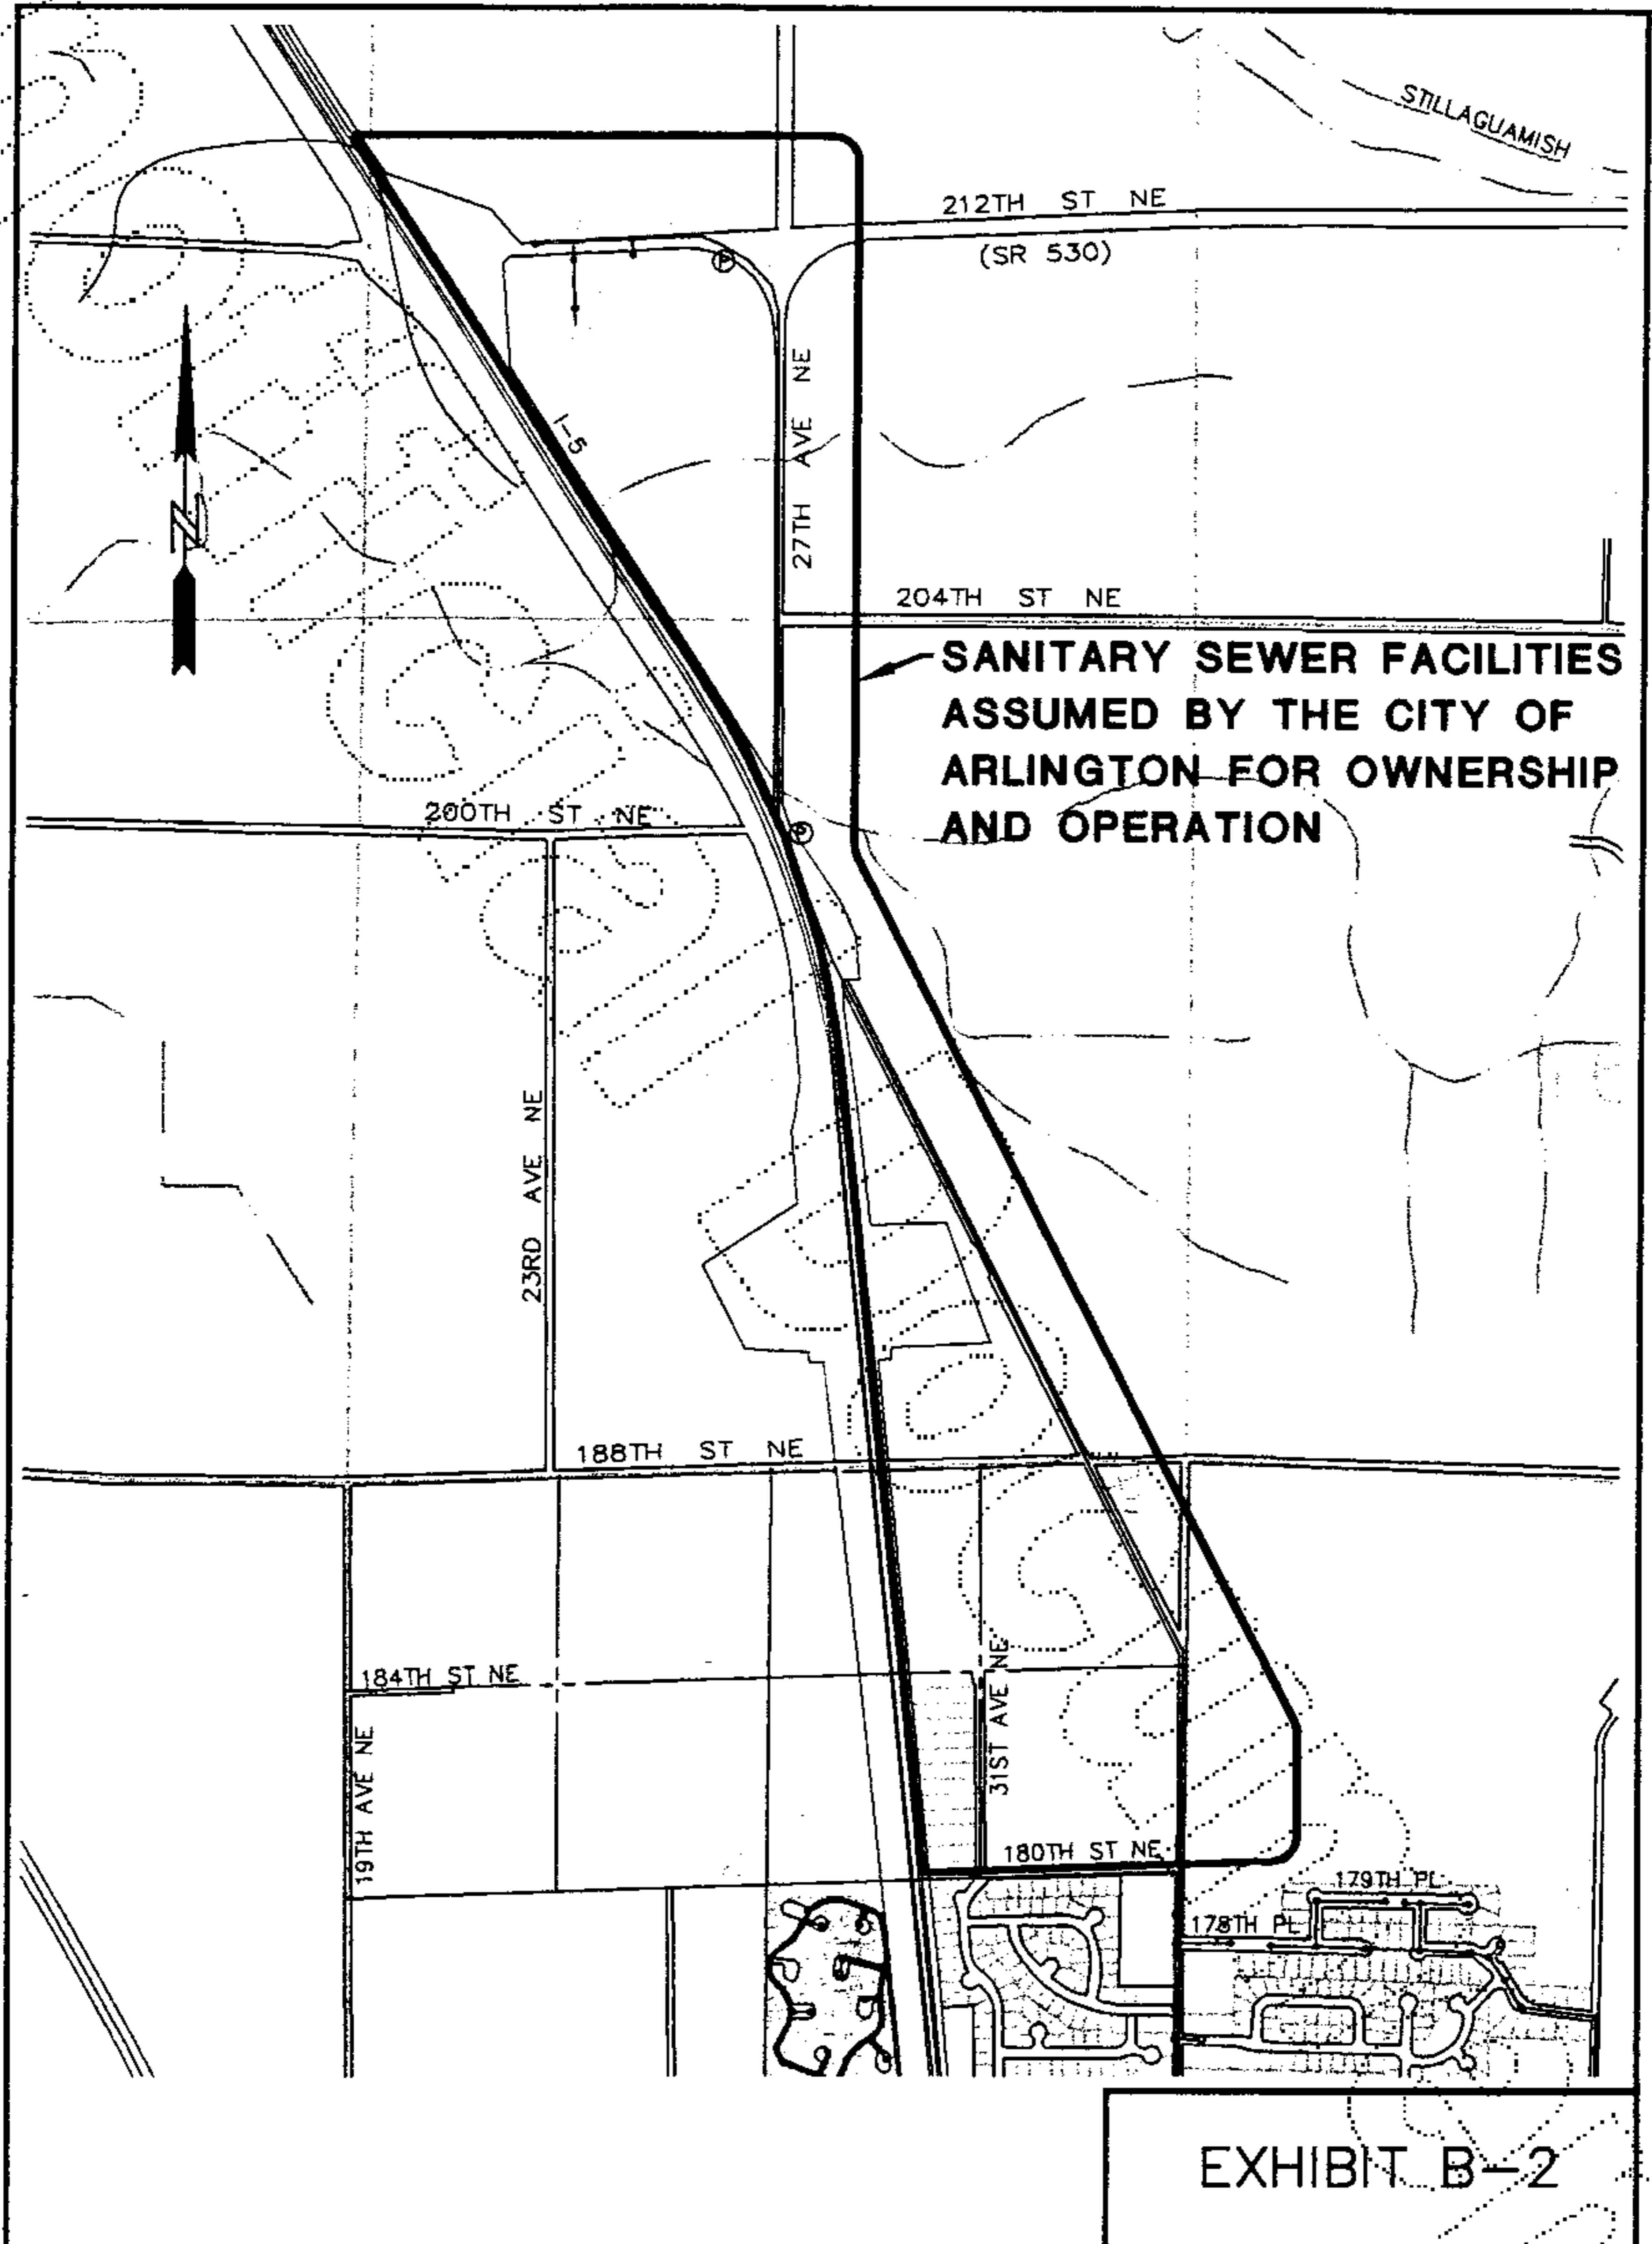 STILLAGUAMISH
212TH ST NE
(SR 530)
I-5
27TH AVE NE
N
204TH ST NE
SANITARY SEWER FACILITIES
ASSUMED BY THE CITY OF
ARLINGTON FOR OWNERSHIP
AND OPERATION
200TH ST NE
P
23RD AVE NE
188TH ST NE
184TH ST NE
31ST AVE NE
19TH AVE NE
180TH ST NE
179TH PL
178TH PL
EXHIBIT B-2